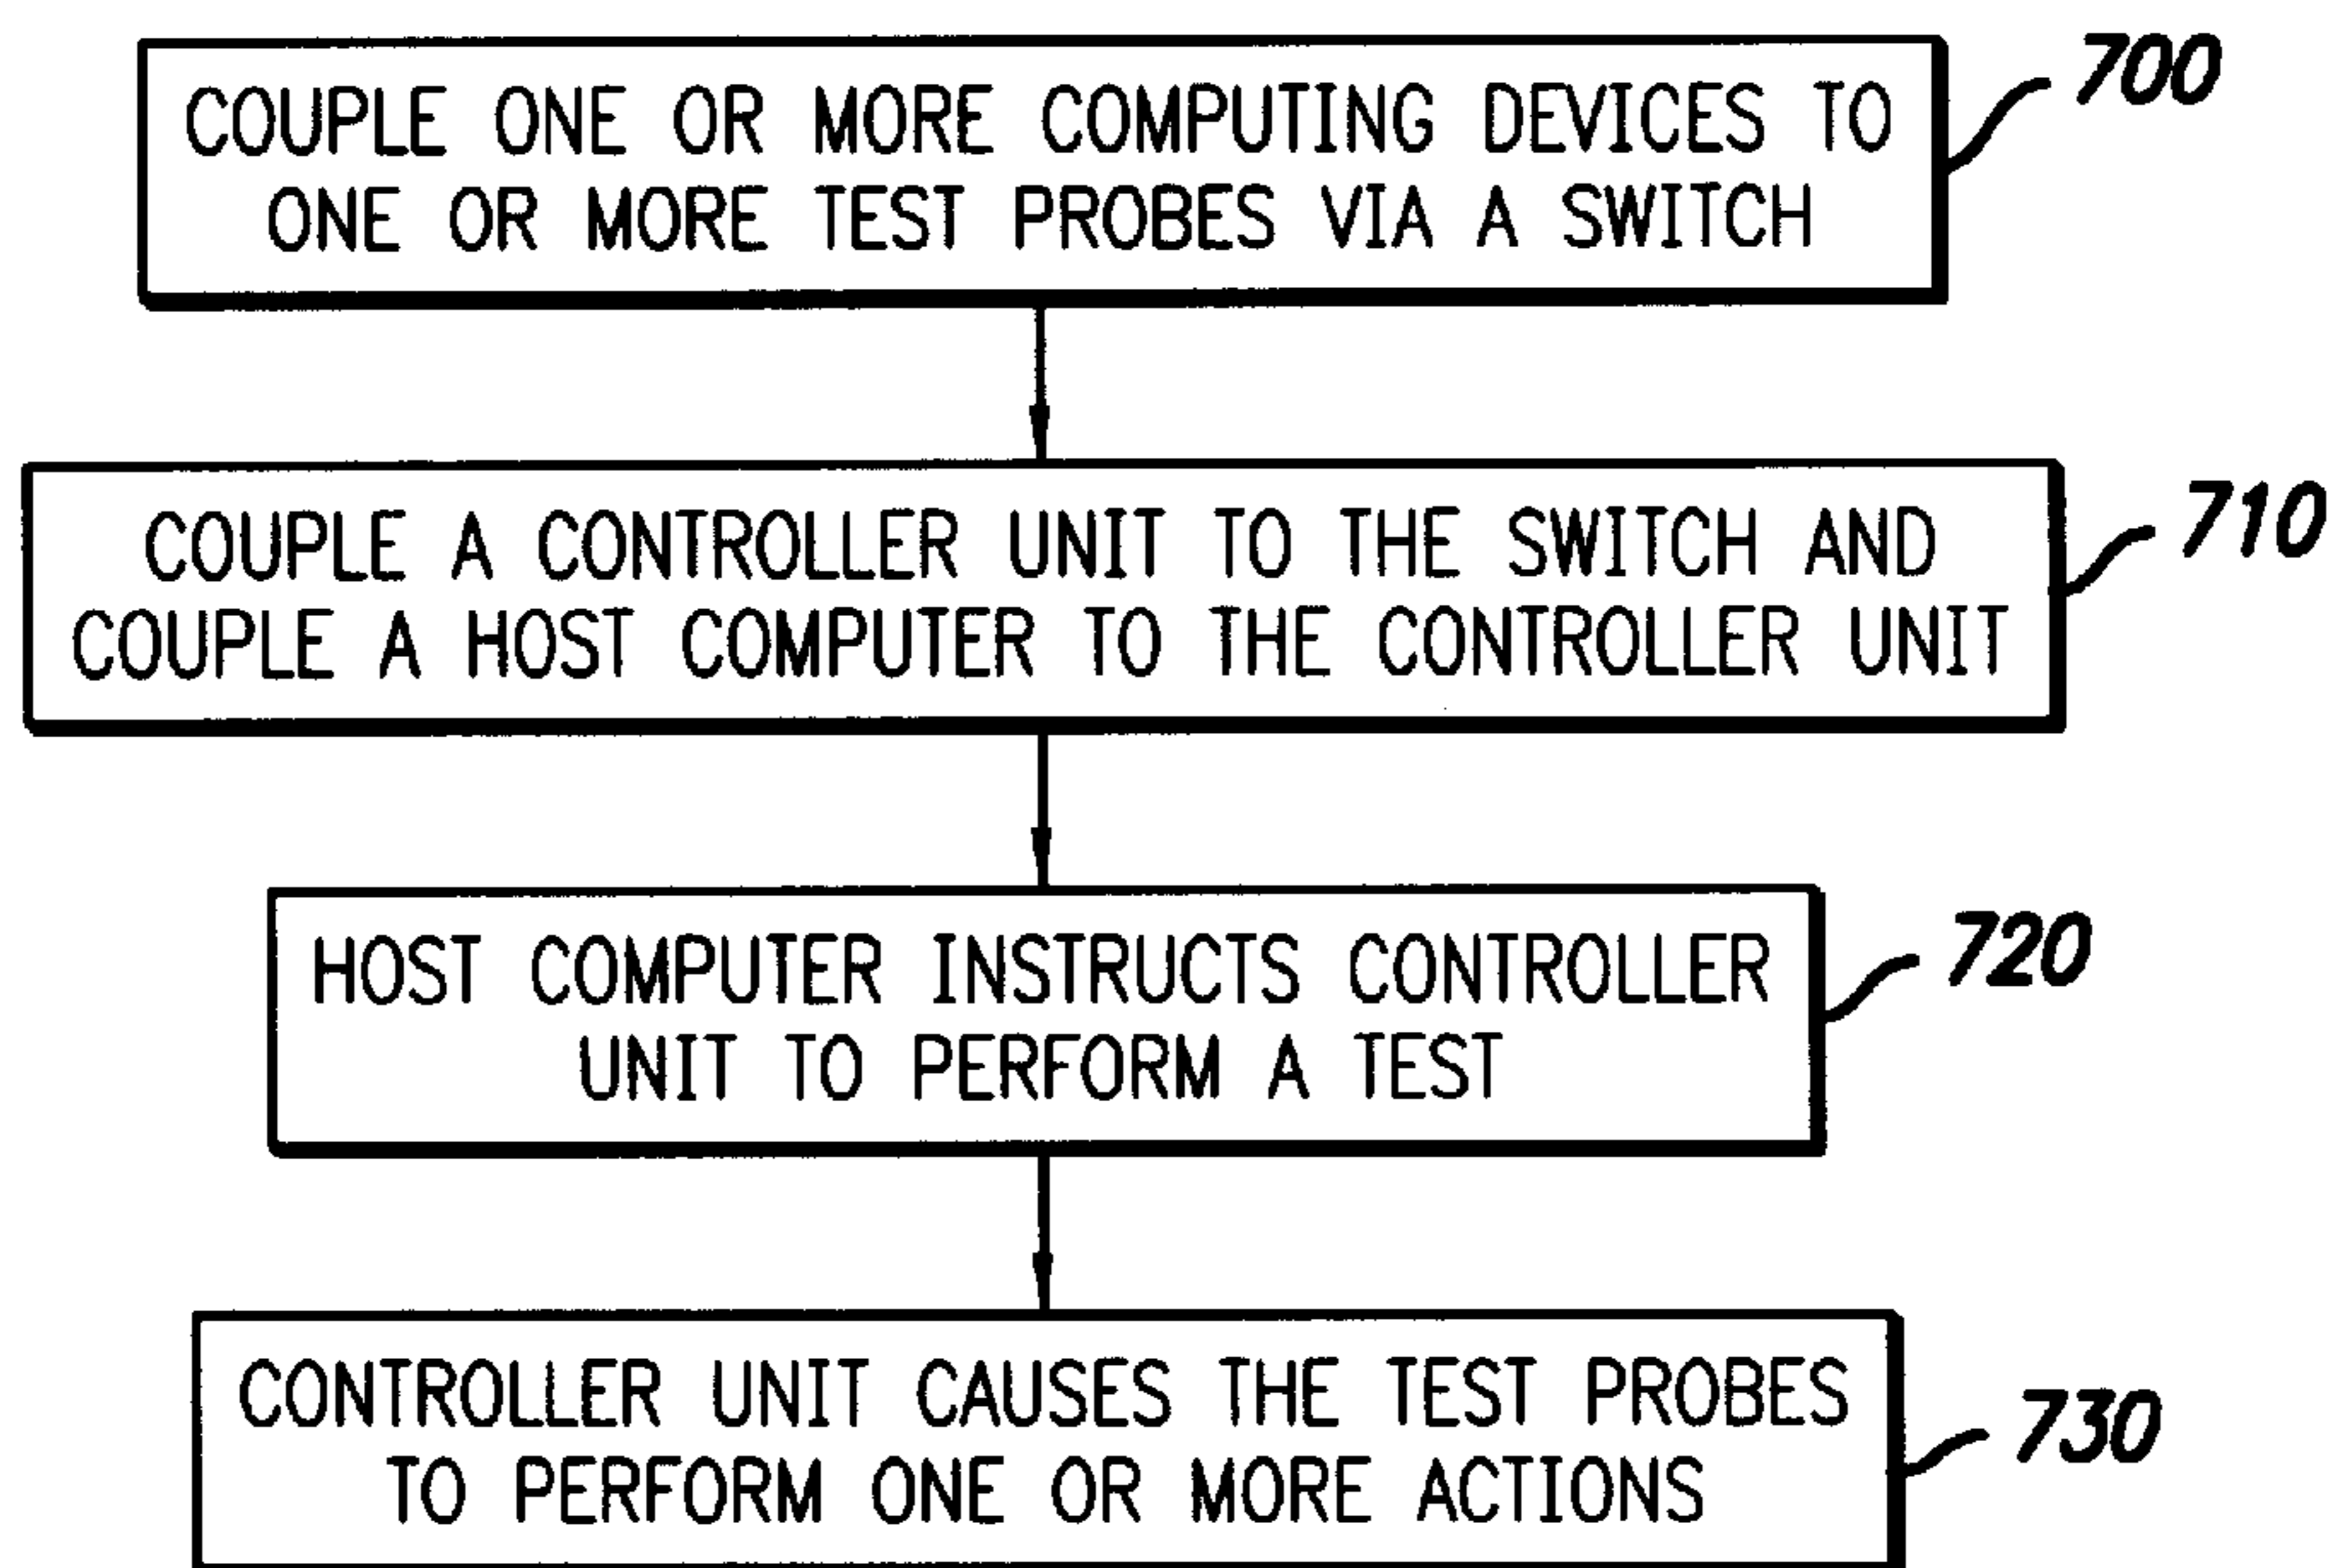 COUPLE ONE OR MORE COMPUTING DEVICES TO
ONE OR MORE TEST PROBES VIA A SWITCH
700
COUPLE A CONTROLLER UNIT TO THE SWITCH AND
COUPLE A HOST COMPUTER TO THE CONTROLLER UNIT
710
HOST COMPUTER INSTRUCTS CONTROLLER
UNIT TO PERFORM A TEST
720
CONTROLLER UNIT CAUSES THE TEST PROBES
TO PERFORM ONE OR MORE ACTIONS
730